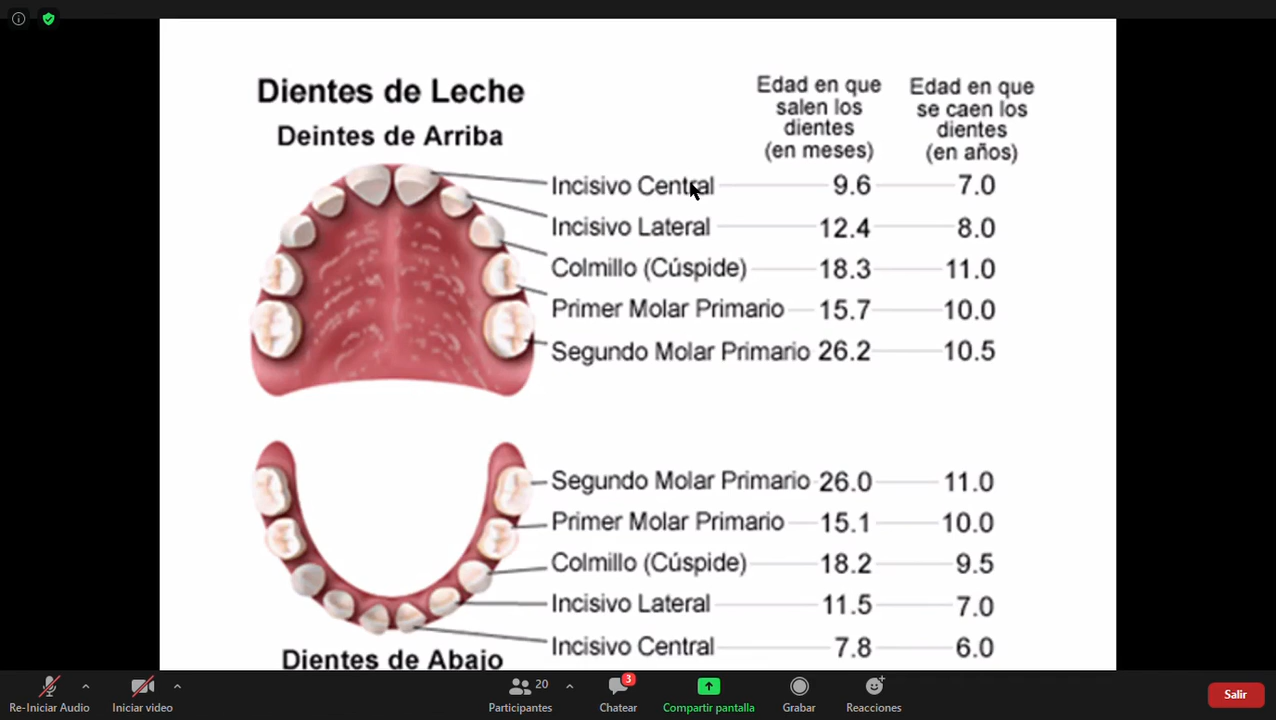 Dientes de Leche
Deintes de Arriba
Edad en que
salen los
dientes
(en meses)
Edad en que
se caen los
dientes
(en años)
Incisivo Central 9.6 7.0
Incisivo Lateral 12.4 8.0
Colmillo (Cúspide) 18.3 11.0
Primer Molar Primario 15.7 10.0
Segundo Molar Primario 26.2 10.5
Segundo Molar Primario 26.0 11.0
Primer Molar Primario 15.1 10.0
Colmillo (Cúspide) 18.2 9.5
Incisivo Lateral 11.5 7.0
Incisivo Central 7.8 6.0
Dientes de Abajo
Re-Iniciar Audio
Iniciar video
20
Participantes
3
Chatear
Compartir pantalla
Grabar
Reacciones
Salir